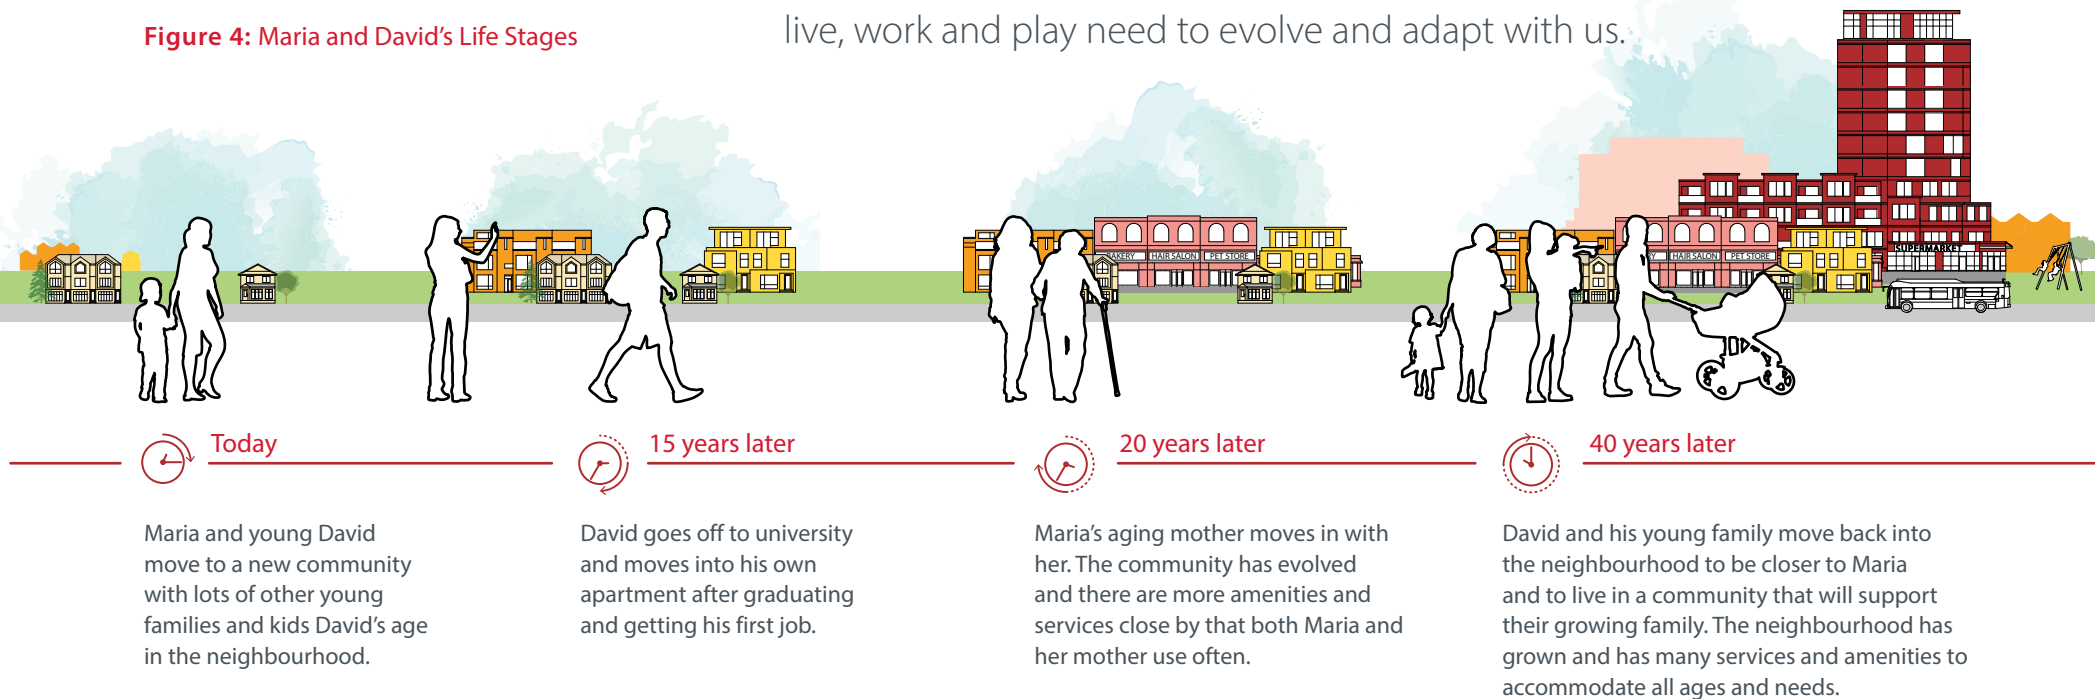 Figure 4: Maria and David's Life Stages
live, work and play need to evolve and adapt with us.
BAKERY HAIR SALON PET STORE
HAIR SALON PET STORE
SUPERMARKET
Today
Maria and young David
move to a new community
with lots of other young
families and kids David's age
in the neighbourhood.
15 years later
David goes off to university
and moves into his own
apartment after graduating
and getting his first job.
20 years later
Maria's aging mother moves in with
her. The community has evolved
and there are more amenities and
services close by that both Maria and
her mother use often.
40 years later
David and his young family move back into
the neighbourhood to be closer to Maria
and to live in a community that will support
their growing family. The neighbourhood has
grown and has many services and amenities to
accommodate all ages and needs.